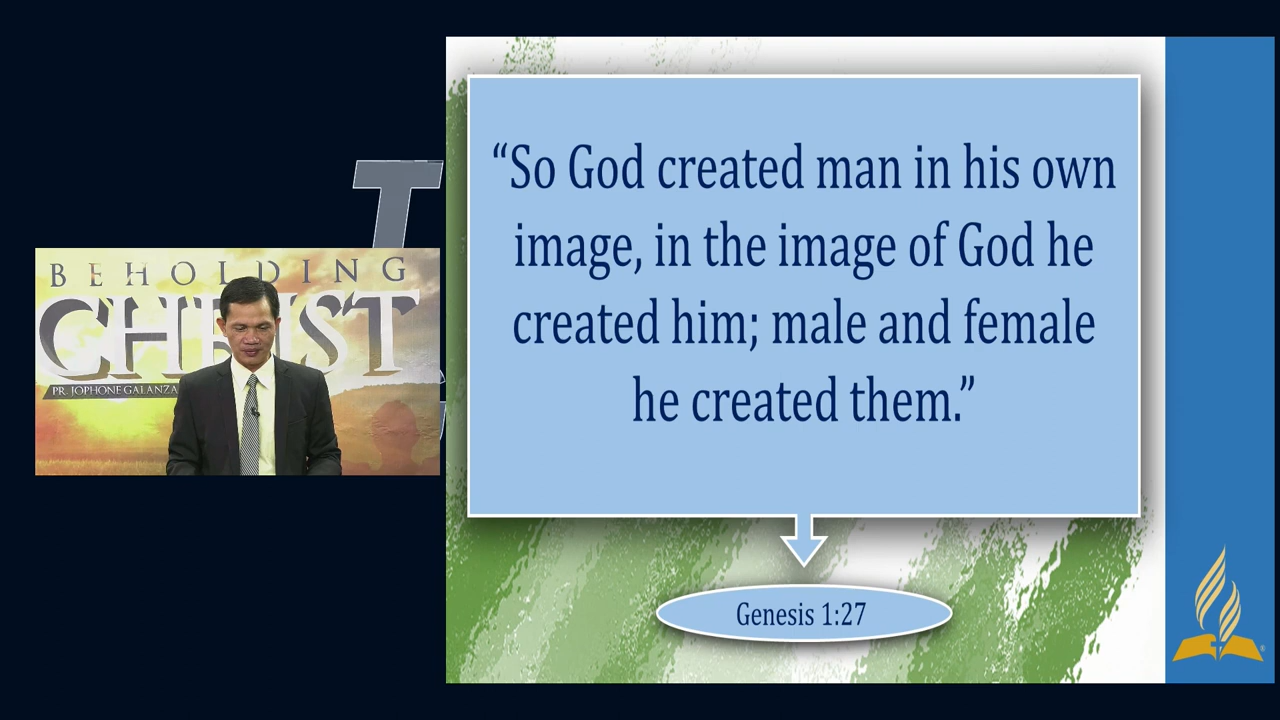 T
BEHOLDING
CHRIST
PR. JOPHONE GALANZA
“So God created man in his own
image, in the image of God he
created him; male and female
he created them.”
Genesis 1:27
®